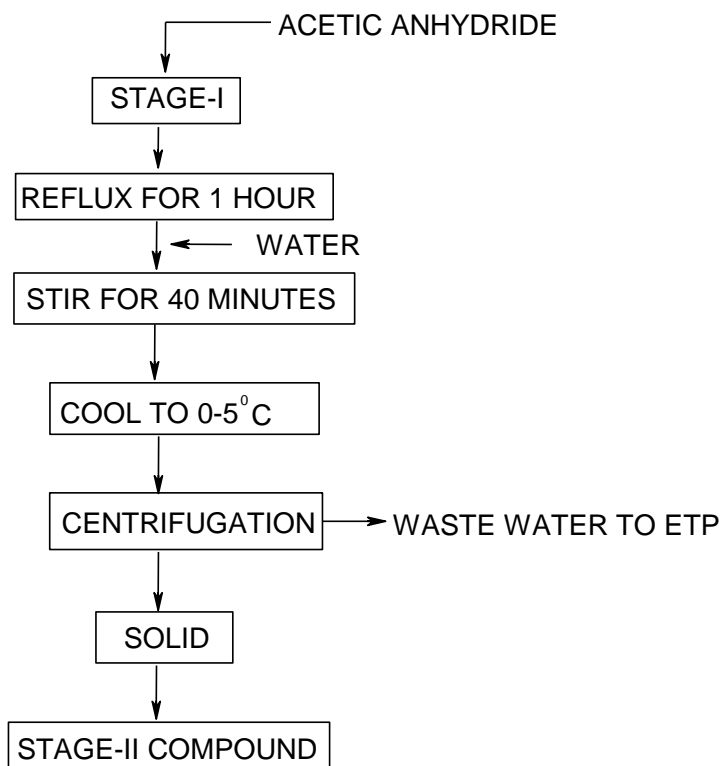 ACETIC ANHYDRIDE
STAGE-I
REFLUX FOR 1 HOUR
WATER
STIR FOR 40 MINUTES
COOL TO 0-5⁰C
CENTRIFUGATION
WASTE WATER TO ETP
SOLID
STAGE-II COMPOUND